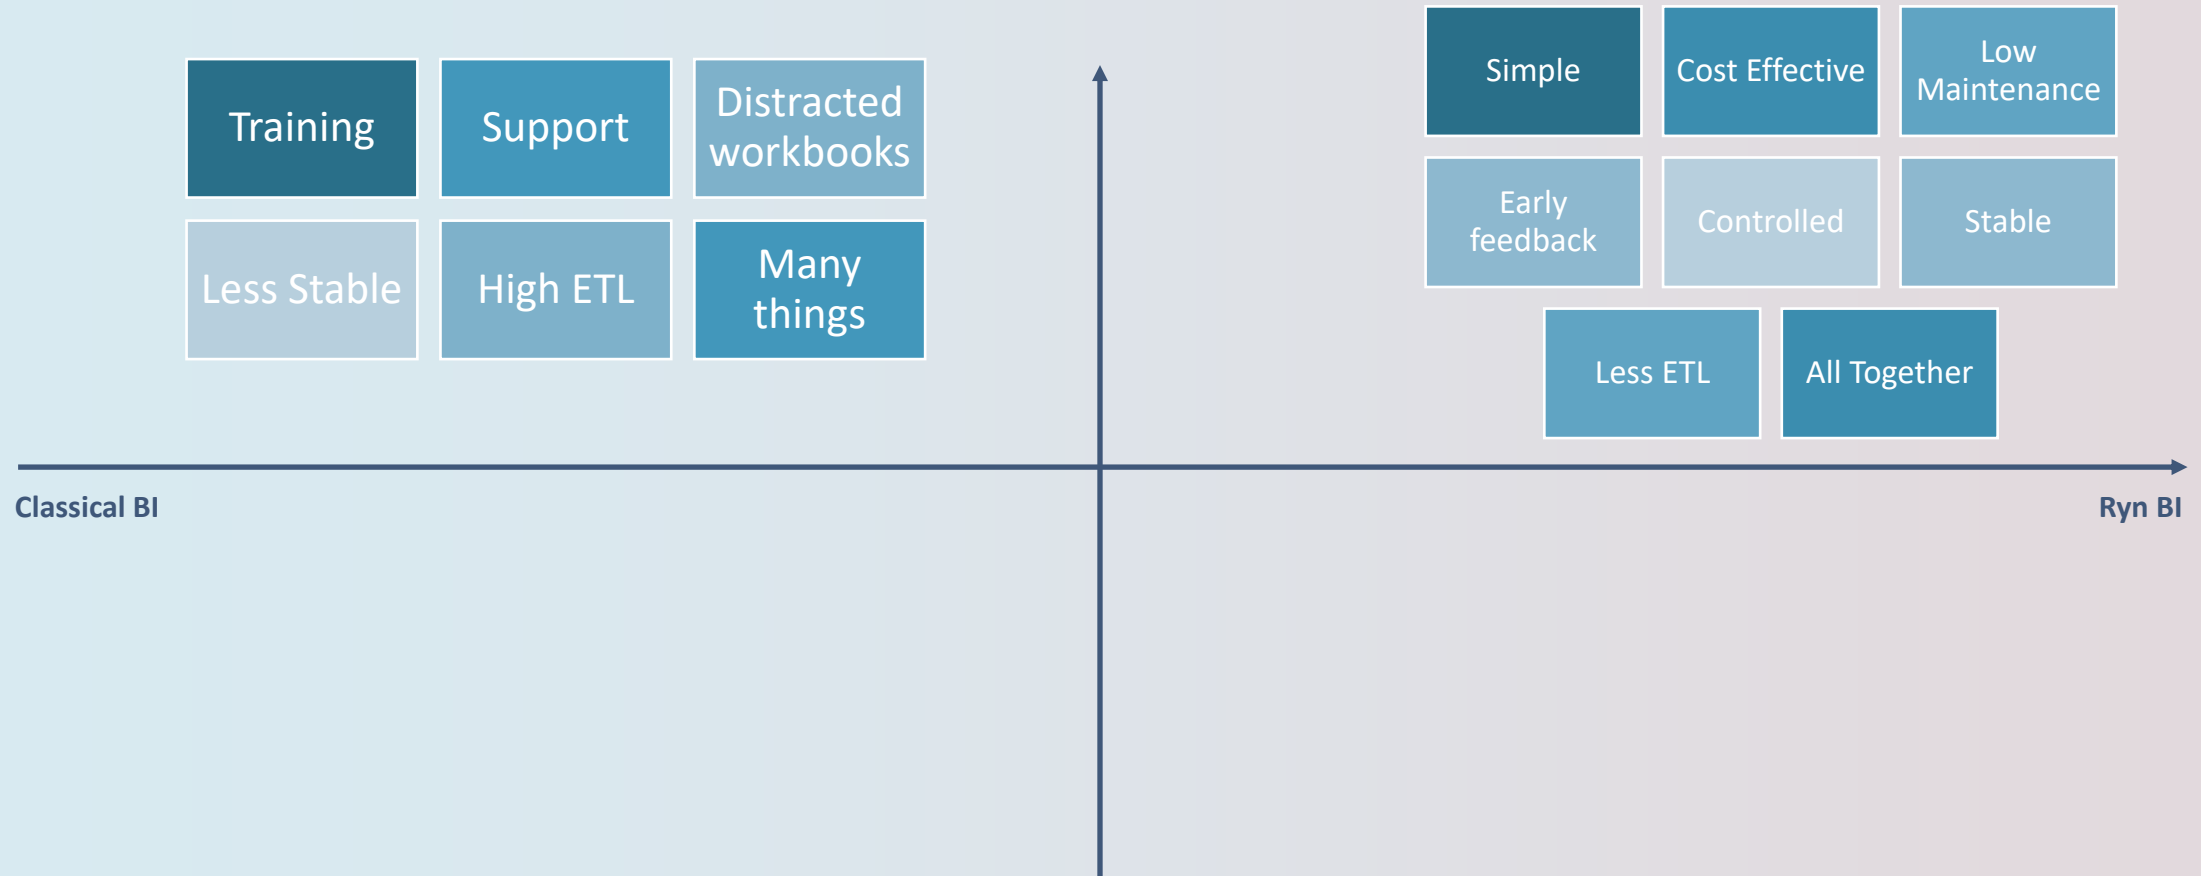 Training
Support
Distracted
workbooks
Less Stable
High ETL
Many
things
Simple
Cost Effective
Low
Maintenance
Early
feedback
Controlled
Stable
Less ETL
All Together
Classical BI
Ryn BI